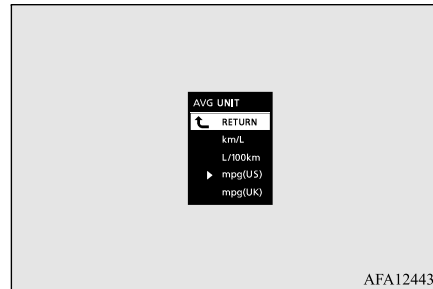 AVG UNIT
RETURN
km/L
L/100km
mpg(US)
mpg(UK)
AFA12443